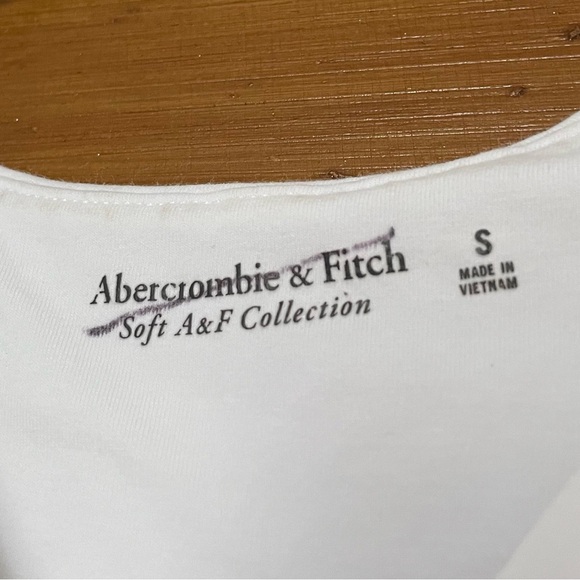 Abercrombie & Fitch
Soft A&F Collection
S
MADE IN
VIETNAM